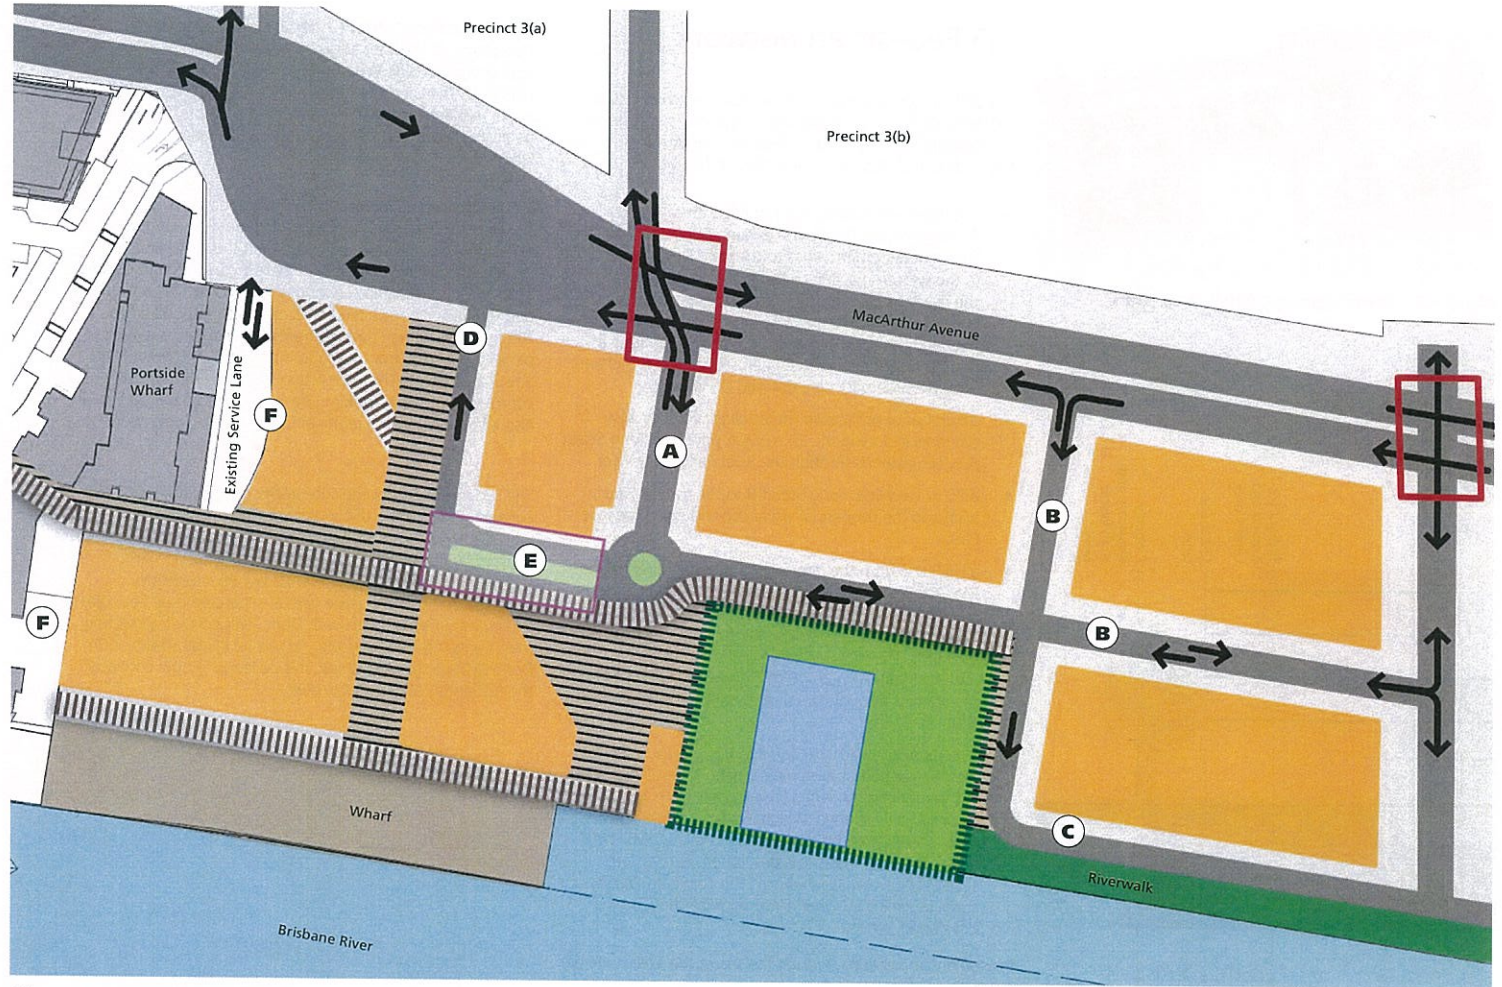 Precinct 3(a)
Precinct 3(b)
MacArthur Avenue
D
Portside
Wharf
Existing Service Lane
F
A
B
E
F
B
Wharf
C
Riverwalk
Brisbane River